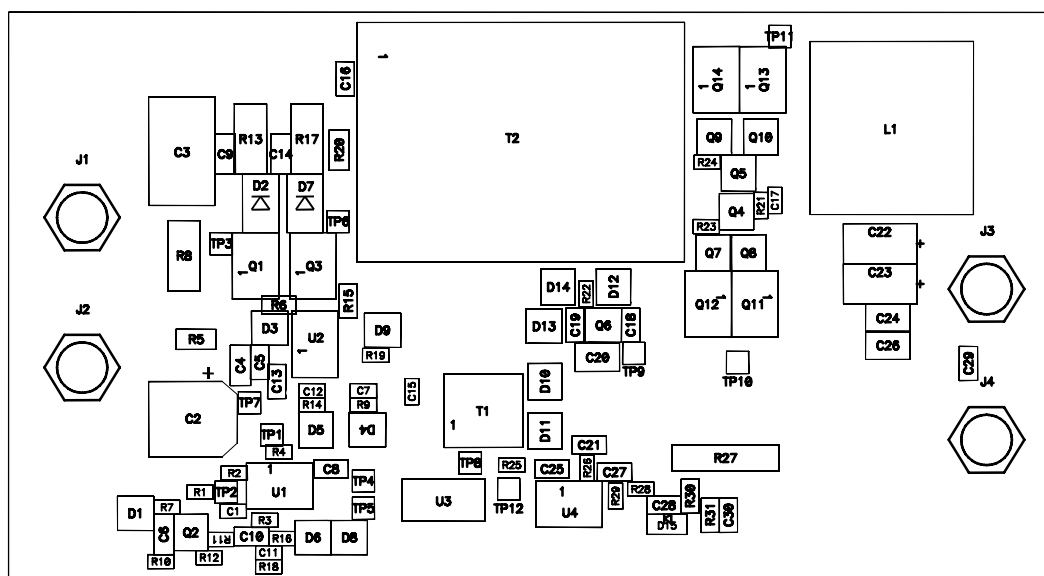 TP11
C16
1
1
Q14
Q13
C3
C9
R13
C14
R17
R20
T2
Q9
Q10
L1
J1
R24
Q5
D2
D7
R21
C17
Q4
TP6
R23
C22
+
J3
TP3
R8
1
Q1
1
Q3
Q7
Q8
C23
+
D14
R22
D12
R15
R6
Q12
1
Q11
1
J2
D3
U2
D9
D13
C19
Q6
C18
C24
R5
C4
C5
R19
C20
TP9
C26
TP10
C29
+
C13
D10
J4
C2
TP7
C12
R14
C7
R9
C15
T1
1
TP1
D5
D4
D11
R4
C21
R27
1
R2
C8
TP8
R25
C25
R26
C27
R1
TP2
U1
TP4
U3
TP12
1
U4
R29
R28
R30
D1
R7
C1
TP5
C28
D15
R31
C30
C6
Q2
R3
R11
C10
R16
D6
D8
R10
R12
C11
R18